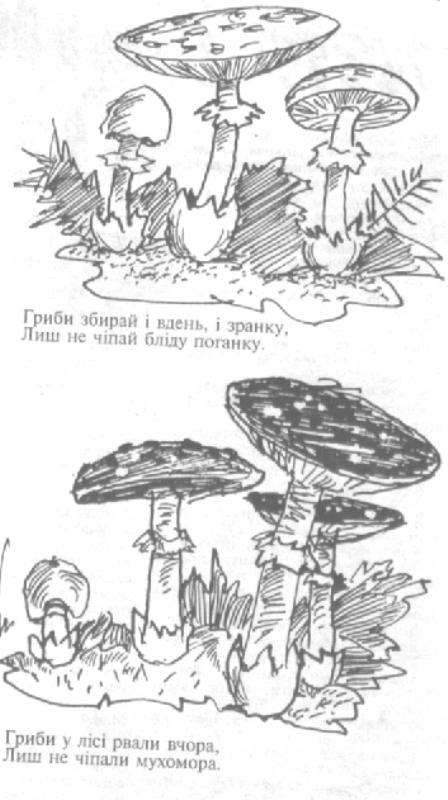 Гриби збирай і вдень, і зранку,
Лиш не чіпай бліду поганку.
Гриби у лісі рвали вчора,
Лиш не чіпали мухомора.